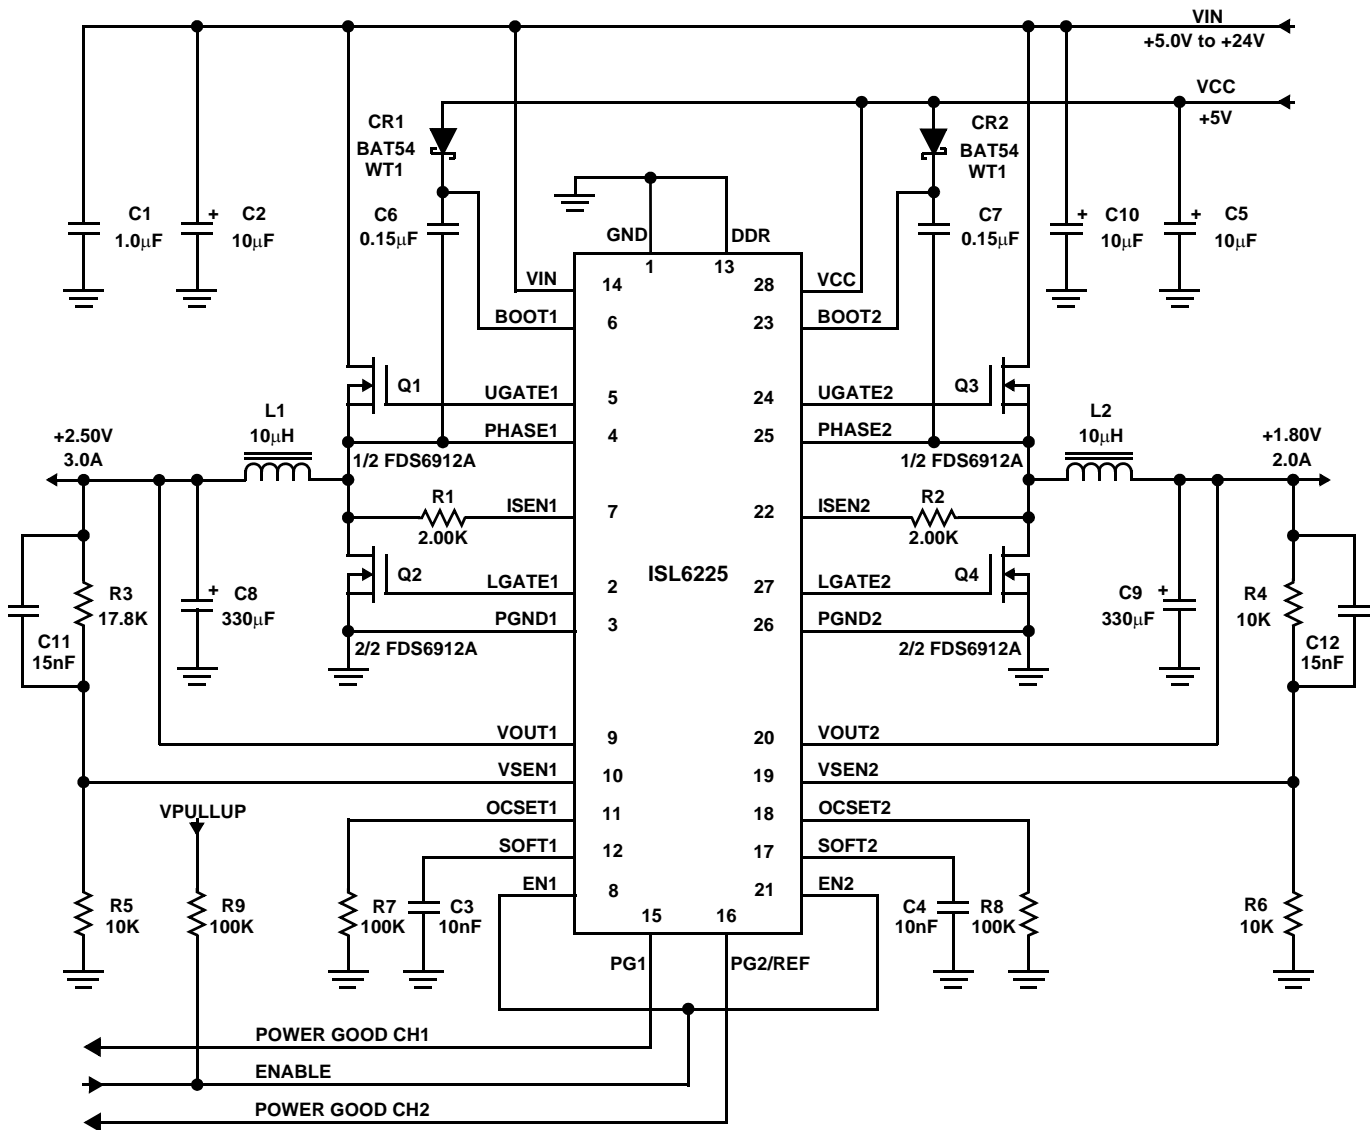 VIN
+5.0V to +24V
VCC
+5V
CR1
BAT54
WT1
CR2
BAT54
WT1
C1
1.0μF
C2
10μF
C6
0.15μF
C7
0.15μF
C10
10μF
C5
10μF
GND
DDR
1
13
VIN
14
28
VCC
BOOT1
6
23
BOOT2
Q1
UGATE1
5
24
UGATE2
Q3
L1
10μH
PHASE1
4
25
PHASE2
L2
10μH
+2.50V
3.0A
+1.80V
2.0A
1/2 FDS6912A
1/2 FDS6912A
R1
2.00K
ISEN1
7
22
ISEN2
R2
2.00K
ISL6225
Q2
LGATE1
2
27
LGATE2
Q4
R3
17.8K
C8
330μF
C9
330μF
R4
10K
PGND1
3
26
PGND2
C11
15nF
C12
15nF
2/2 FDS6912A
2/2 FDS6912A
VOUT1
9
20
VOUT2
VSEN1
10
19
VSEN2
VPULLUP
OCSET1
11
18
OCSET2
SOFT1
12
17
SOFT2
EN1
8
21
EN2
R5
10K
R9
100K
R7
100K
C3
10nF
15
16
C4
10nF
R8
100K
R6
10K
PG1
PG2/REF
POWER GOOD CH1
ENABLE
POWER GOOD CH2